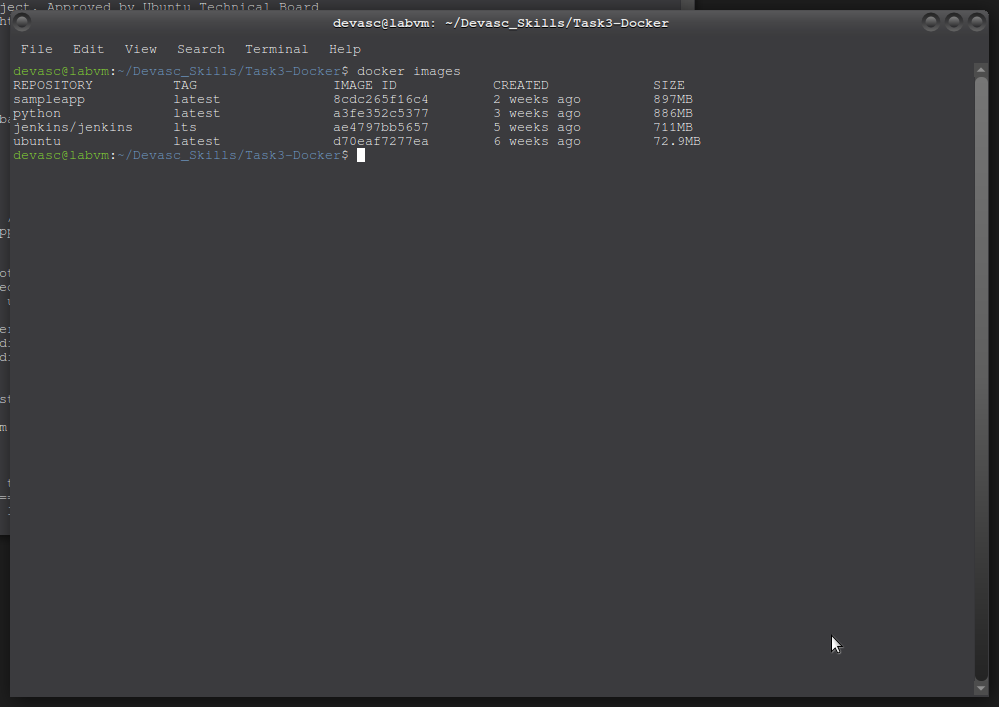 ject. Approved by Ubuntu Technical Board
devasc@labvm: ~/Devasc_Skills/Task3-Docker
File Edit View Search Terminal Help
devasc@labvm:~/Devasc_Skills/Task3-Docker$ docker images
REPOSITORY TAG IMAGE ID CREATED SIZE
sampleapp latest 8cdc265f16c4 2 weeks ago 897MB
python latest a3fe352c5377 3 weeks ago 886MB
jenkins/jenkins lts ae4797bb5657 5 weeks ago 711MB
ubuntu latest d70eaf7277ea 6 weeks ago 72.9MB
devasc@labvm:~/Devasc_Skills/Task3-Docker$